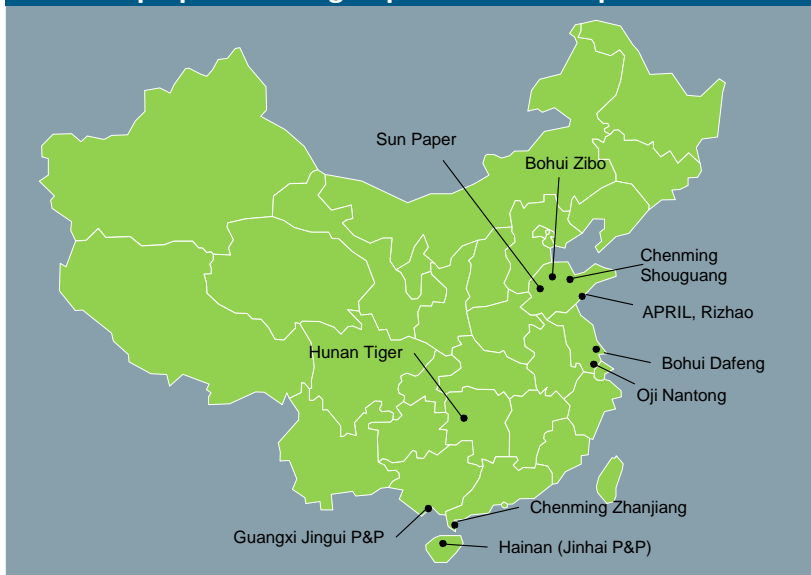 Sun Paper
Bohui Zibo
Chenming
Shouguang
APRIL, Rizhao
Hunan Tiger
Bohui Dafeng
Oji Nantong
Chenming Zhanjiang
Guangxi Jingui P&P
Hainan (Jinhai P&P)